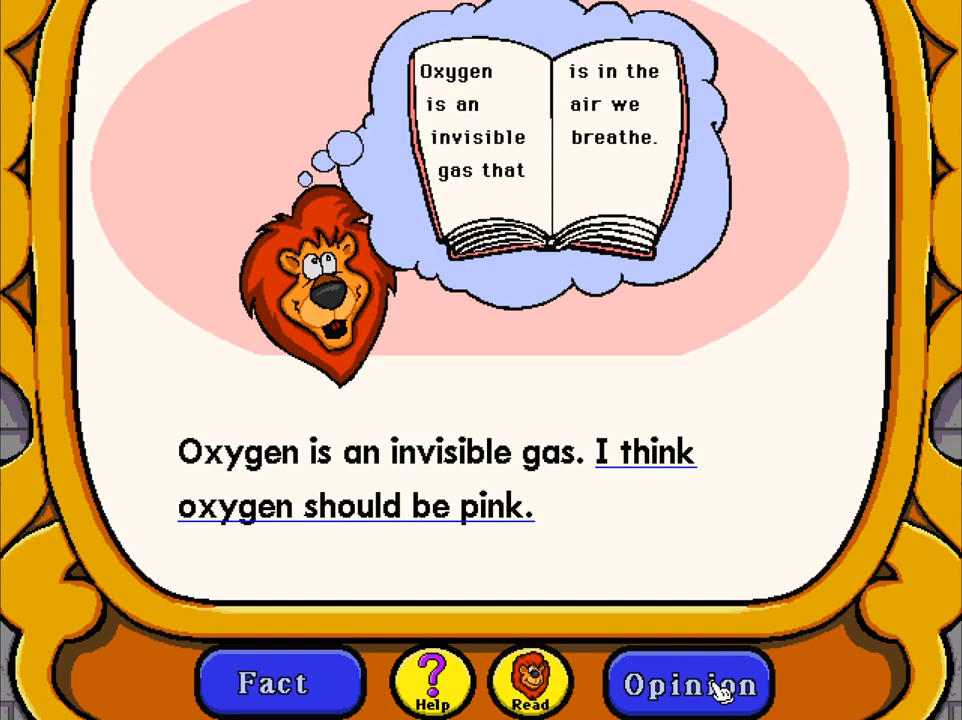 Oxygen
is an
invisible
gas that
is in the
air we
breathe.
Oxygen is an invisible gas. I think
oxygen should be pink.
Fact
Help
Read
Opinion